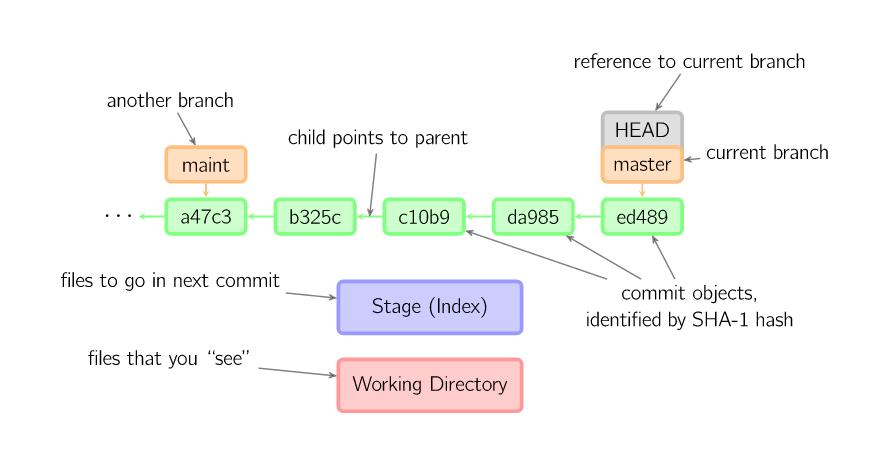 reference to current branch
another branch
HEAD
child points to parent
current branch
maint
master
··· a47c3 b325c c10b9 da985 ed489
files to go in next commit
commit objects,
identified by SHA-1 hash
Stage (Index)
files that you “see”
Working Directory